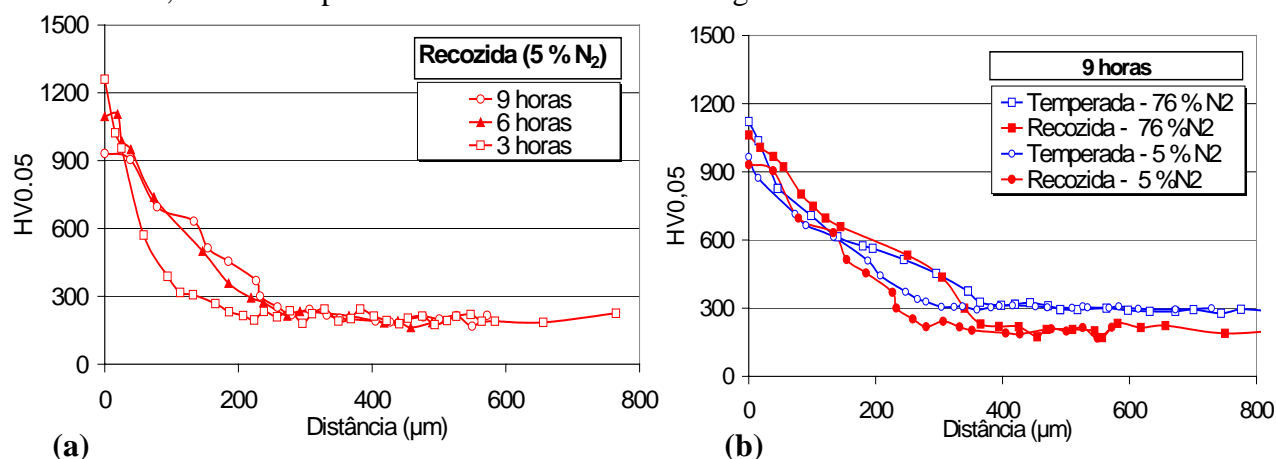 1500
1200
900
600
300
0
HV0.05
Recozida (5 % N₂)
9 horas
6 horas
3 horas
0
200
400
600
800
Distância (µm)
(a)
1500
1200
900
600
300
0
HV0,05
9 horas
Temperada - 76 % N2
Recozida - 76 %N2
Temperada - 5 % N2
Recozida - 5 %N2
0
200
400
600
800
Distância (µm)
(b)